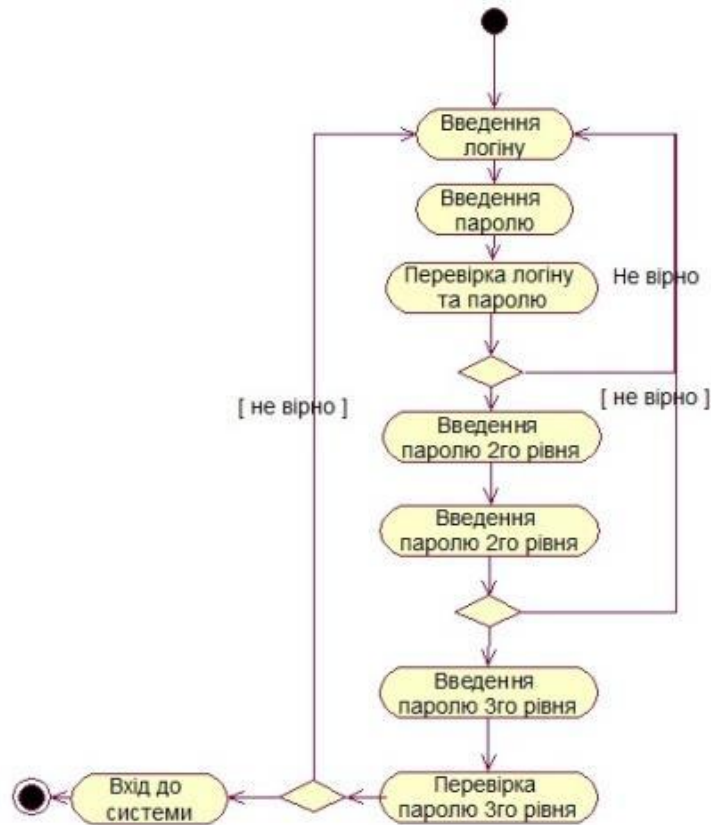 Введення
логіну
Введення
паролю
Перевірка логіну
та паролю
Не вірно
[ не вірно ]
[ не вірно ]
Введення
паролю 2го рівня
Введення
паролю 2го рівня
Введення
паролю 3го рівня
Перевірка
паролю 3го рівня
Вхід до
системи